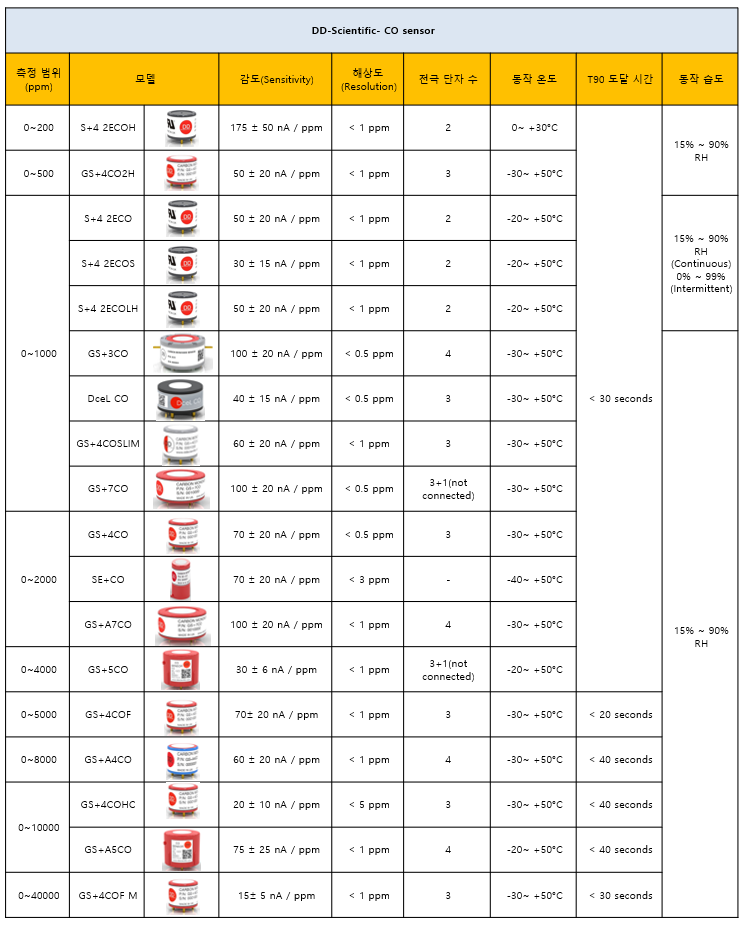 DD-Scientific- CO sensor
측정 범위 (ppm) 모델 감도(Sensitivity) 해상도 (Resolution) 전극 단자 수 동작 온도 T90 도달 시간 동작 습도
0~200 S+4 2ECOH 175 ± 50 nA / ppm < 1 ppm 2 0~ +30°C
15% ~ 90% RH
0~500 GS+4CO2H 50 ± 20 nA / ppm < 1 ppm 3 -30~ +50°C
S+4 2ECO 50 ± 20 nA / ppm < 1 ppm 2 -20~ +50°C
15% ~ 90%
RH
(Continuous)
0% ~ 99%
(Intermittent)
S+4 2ECOS 30 ± 15 nA / ppm < 1 ppm 2 -20~ +50°C
S+4 2ECOLH 50 ± 20 nA / ppm < 1 ppm 2 -20~ +50°C
0~1000 GS+3CO 100 ± 20 nA / ppm < 0.5 ppm 4 -30~ +50°C
DceL CO 40 ± 15 nA / ppm < 0.5 ppm 3 -30~ +50°C < 30 seconds
GS+4COSLIM 60 ± 20 nA / ppm < 1 ppm 3 -30~ +50°C
GS+7CO 100 ± 20 nA / ppm < 0.5 ppm 3+1(not connected) -30~ +50°C
GS+4CO 70 ± 20 nA / ppm < 0.5 ppm 3 -30~ +50°C
0~2000 SE+CO 70 ± 20 nA / ppm < 3 ppm - -40~ +50°C
GS+A7CO 100 ± 20 nA / ppm < 1 ppm 4 -30~ +50°C
15% ~ 90%
RH
0~4000 GS+5CO 30 ± 6 nA / ppm < 1 ppm 3+1(not connected) -20~ +50°C
0~5000 GS+4COF 70± 20 nA / ppm < 1 ppm 3 -30~ +50°C < 20 seconds
0~8000 GS+A4CO 60 ± 20 nA / ppm < 1 ppm 4 -30~ +50°C < 40 seconds
0~10000 GS+4COHC 20 ± 10 nA / ppm < 5 ppm 3 -30~ +50°C < 40 seconds
GS+A5CO 75 ± 25 nA / ppm < 1 ppm 4 -20~ +50°C < 40 seconds
0~40000 GS+4COF M 15± 5 nA / ppm < 1 ppm 3 -30~ +50°C < 30 seconds